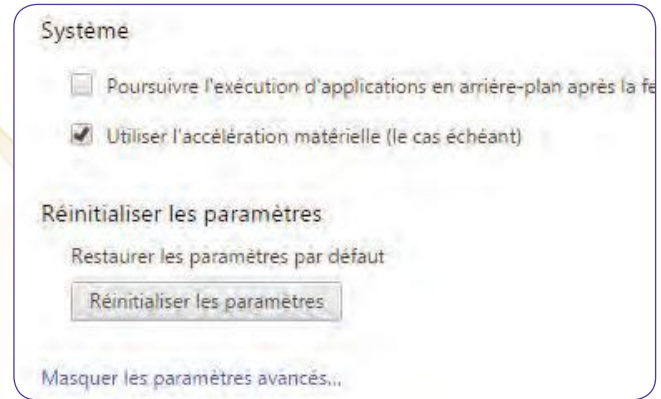 Système
Poursuivre l'exécution d'applications en arrière-plan après la fe
Utiliser l'accélération matérielle (le cas échéant)
Réinitialiser les paramètres
Restaurer les paramètres par défaut
Réinitialiser les paramètres
Masquer les paramètres avancés...